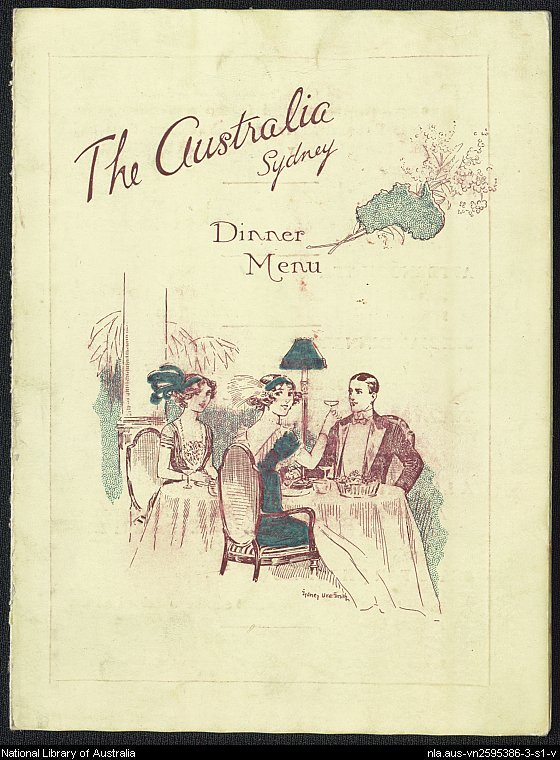 The Australia
Sydney
Dinner
Menu
Sydney Ure Smith
National Library of Australia
nla.aus-vn2595386-3-s1-v